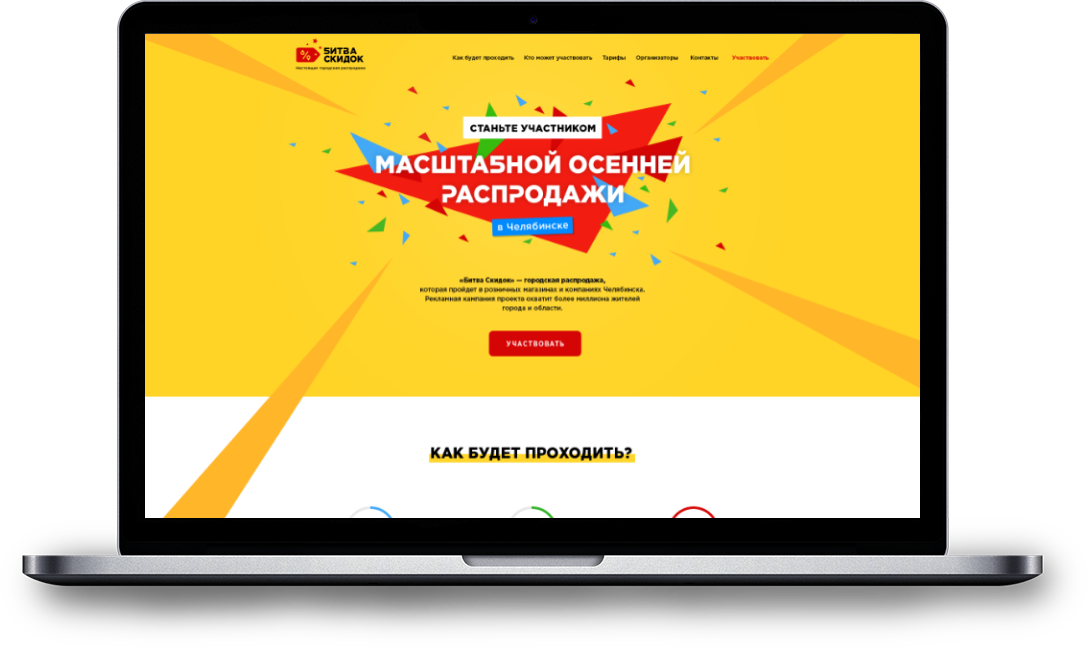 БИТВА
СКИДОК
Настоящая городская распродажа
Как будет проходить Кто может участвовать Тарифы Организаторы Контакты Участвовать
СТАНЬТЕ УЧАСТНИКОМ
МАСШТАБНОЙ ОСЕННЕЙ
РАСПРОДАЖИ
в Челябинске
«Битва Скидок» — городская распродажа,
которая пройдет в розничных магазинах и компаниях Челябинска.
Рекламная кампания проекта охватит более миллиона жителей
города и области.
УЧАСТВОВАТЬ
КАК БУДЕТ ПРОХОДИТЬ?